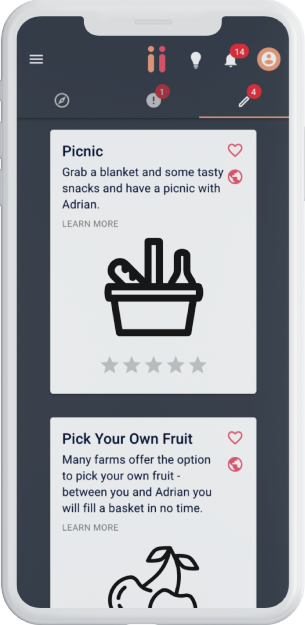 14
1
4
Picnic
Grab a blanket and some tasty
snacks and have a picnic with
Adrian.
LEARN MORE
Pick Your Own Fruit
Many farms offer the option
to pick your own fruit -
between you and Adrian you
will fill a basket in no time.
LEARN MORE